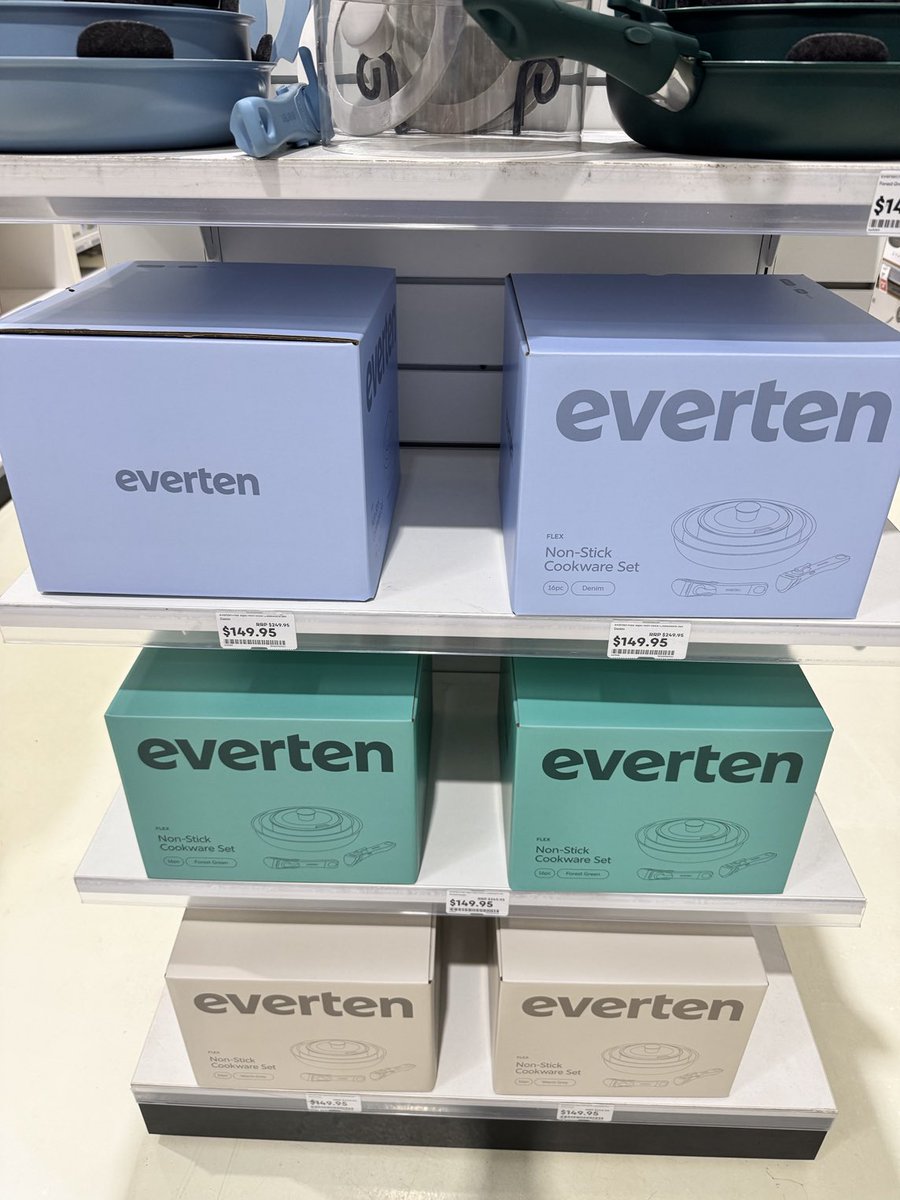 $14
everten
everten
everten
FLEX
Non-Stick
Cookware Set
16pc Denim
RRP $249.95
$149.95
RRP $249.95
$149.95
everten
FLEX
Non-Stick
Cookware Set
16pc Forest Green
everten
FLEX
Non-Stick
Cookware Set
16pc Forest Green
$149.95
everten
FLEX
Non-Stick
Cookware Set
everten
FLEX
Non-Stick
Cookware Set
$149.95
$149.95